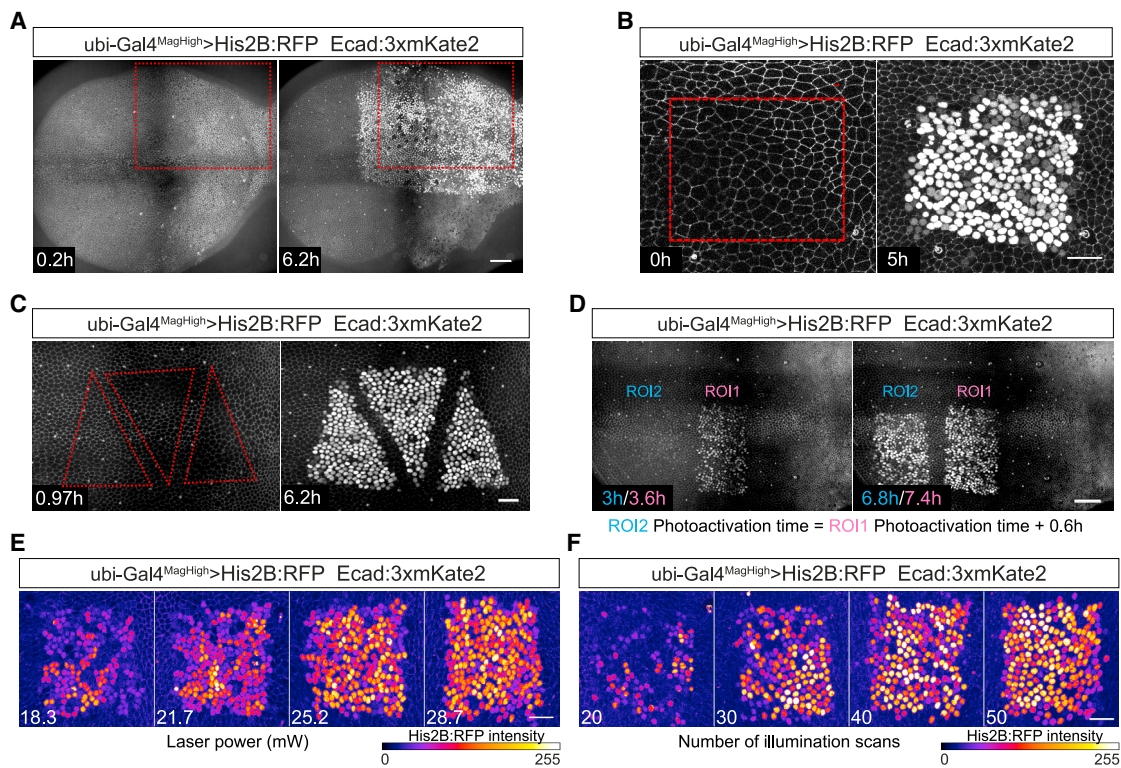 A
ubi-Gal4MagHigh>His2B:RFP Ecad:3xmKate2
0.2h
6.2h
B
ubi-Gal4MagHigh>His2B:RFP Ecad:3xmKate2
0h
5h
C
ubi-Gal4MagHigh>His2B:RFP Ecad:3xmKate2
0.97h
6.2h
D
ubi-Gal4MagHigh>His2B:RFP Ecad:3xmKate2
ROI2 ROI1
ROI2 ROI1
3h/3.6h
6.8h/7.4h
ROI2 Photoactivation time = ROI1 Photoactivation time + 0.6h
E
ubi-Gal4MagHigh>His2B:RFP Ecad:3xmKate2
18.3 21.7 25.2 28.7
Laser power (mW)
His2B:RFP intensity
0 255
F
ubi-Gal4MagHigh>His2B:RFP Ecad:3xmKate2
20 30 40 50
Number of illumination scans
His2B:RFP intensity
0 255